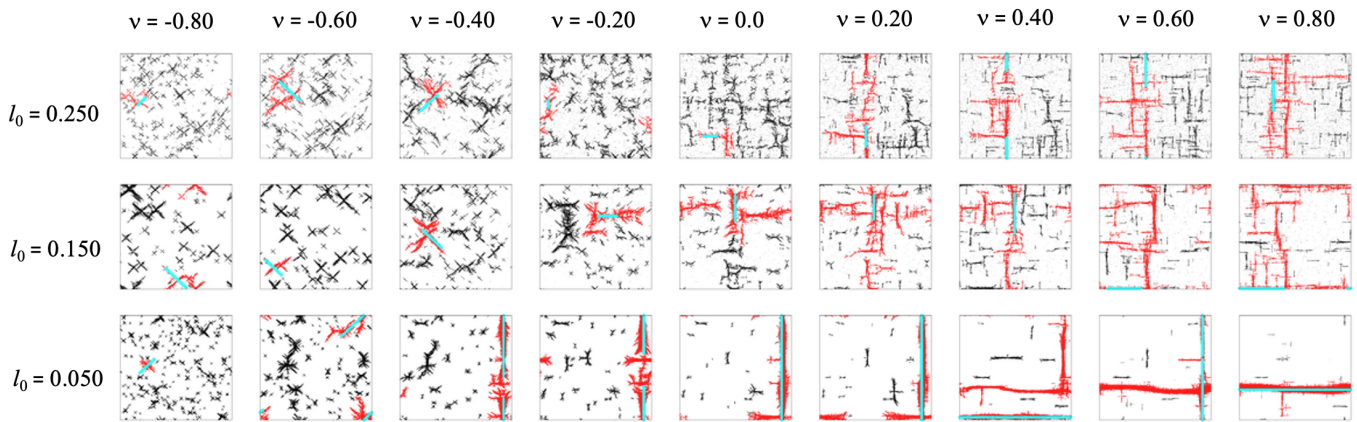 ν = -0.80 ν = -0.60 ν = -0.40 ν = -0.20 ν = 0.0 ν = 0.20 ν = 0.40 ν = 0.60 ν = 0.80
l₀ = 0.250
l₀ = 0.150
l₀ = 0.050